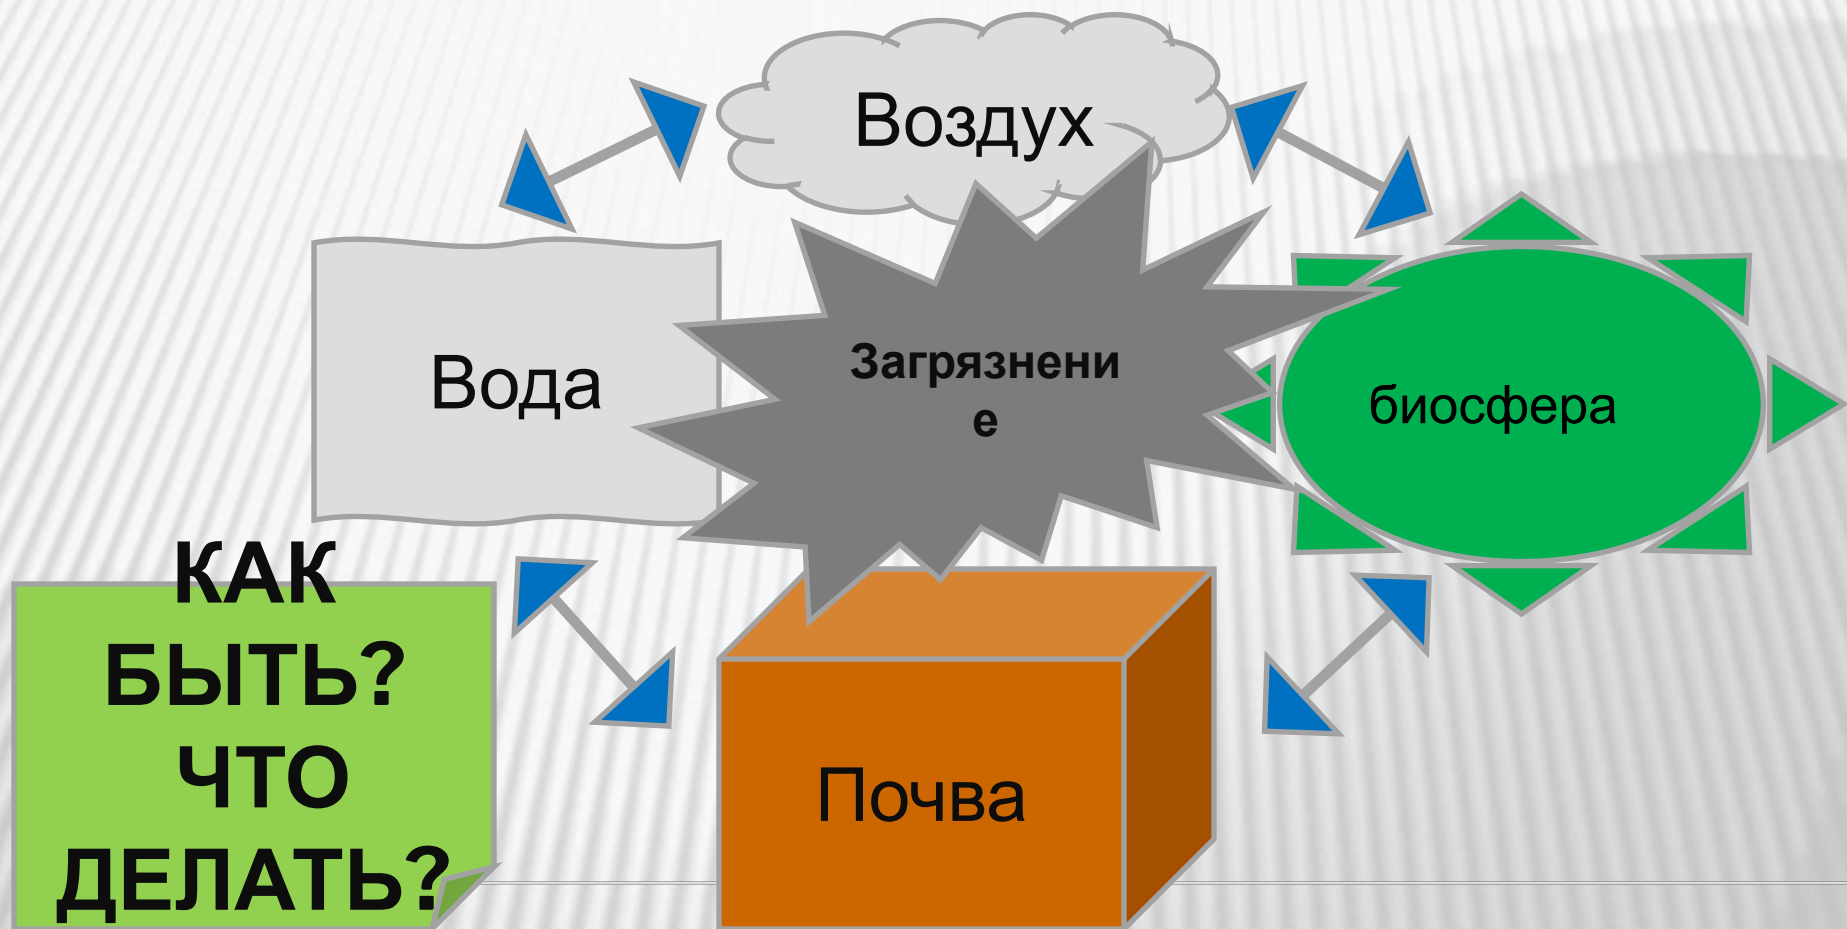 Воздух
Вода
Загрязнени
е
биосфера
КАК
БЫТЬ?
ЧТО
ДЕЛАТЬ?
Почва